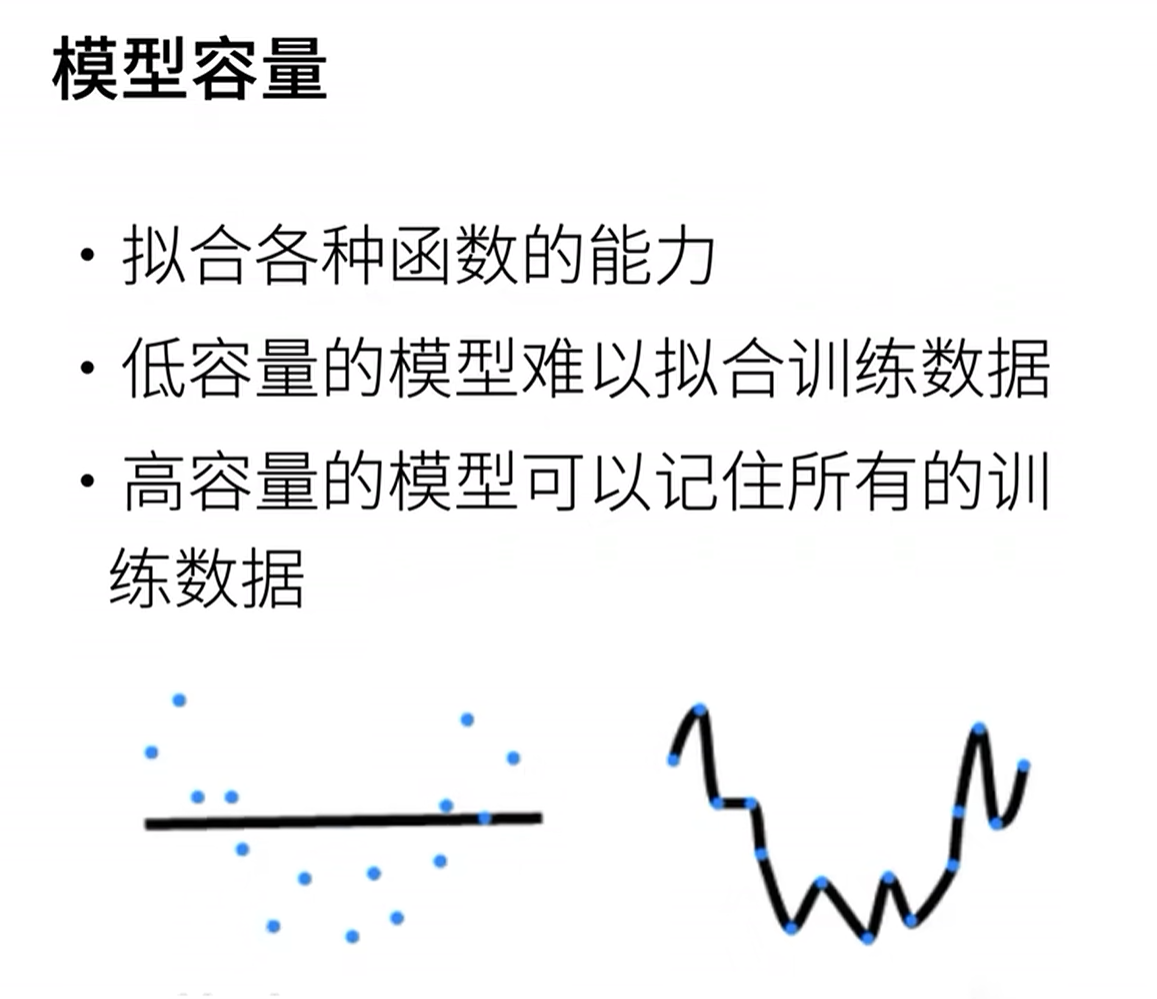 模型容量
• 拟合各种函数的能力
• 低容量的模型难以拟合训练数据
• 高容量的模型可以记住所有的训
练数据